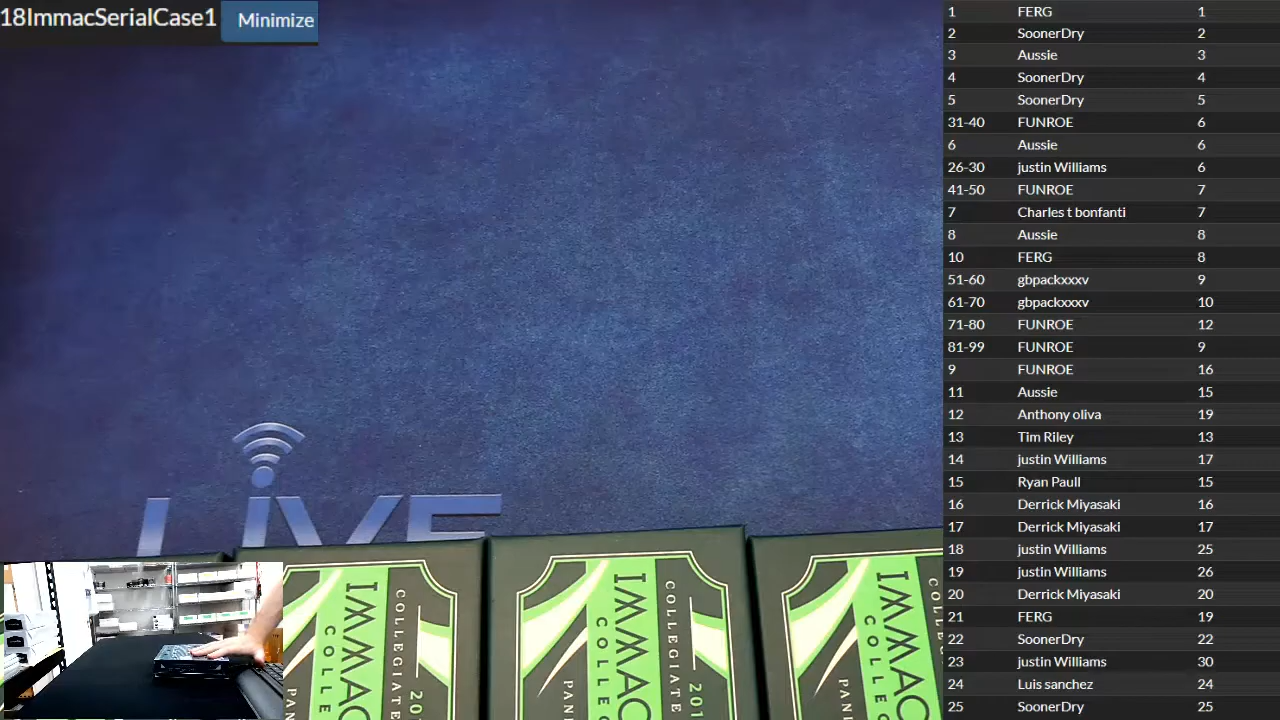 18ImmacSerialCase1 Minimize
1 FERG 1
2 SoonerDry 2
3 Aussie 3
4 SoonerDry 4
5 SoonerDry 5
31-40 FUNROE 6
6 Aussie 6
26-30 justin Williams 6
41-50 FUNROE 7
7 Charles t bonfanti 7
8 Aussie 8
10 FERG 8
51-60 gbpackxxxv 9
61-70 gbpackxxxv 10
71-80 FUNROE 12
81-99 FUNROE 9
9 FUNROE 16
11 Aussie 15
12 Anthony oliva 19
13 Tim Riley 13
14 justin Williams 17
15 Ryan Paull 15
16 Derrick Miyasaki 16
17 Derrick Miyasaki 17
18 justin Williams 25
19 justin Williams 26
20 Derrick Miyasaki 20
21 FERG 19
22 SoonerDry 22
23 justin Williams 30
24 Luis sanchez 24
25 SoonerDry 25
LIVE
COLLEGIATE
COLLEGIATE